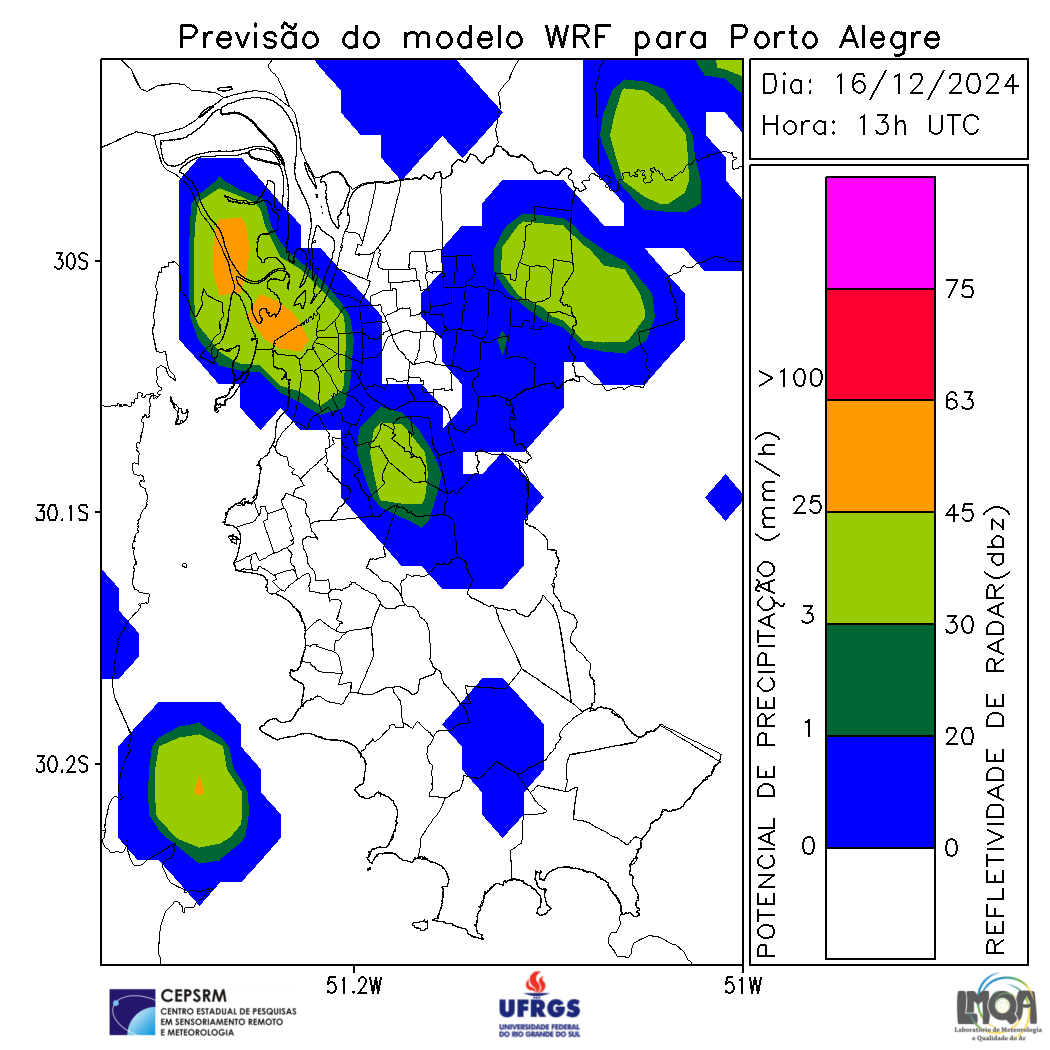 Previsão do modelo WRF para Porto Alegre
Dia: 16/12/2024
Hora: 13h UTC
30S
30.1S
30.2S
51.2W
51W
POTENCIAL DE PRECIPITAÇÃO (mm/h)
>100
25
3
1
0
75
63
45
30
20
0
REFLETIVIDADE DE RADAR(dbz)
CEPSRM
CENTRO ESTADUAL DE PESQUISAS
EM SENSORIAMENTO REMOTO
E METEOROLOGIA
UFRGS
UNIVERSIDADE FEDERAL
DO RIO GRANDE DO SUL
LMQA
Laboratório de Meteorologia
e Qualidade do Ar